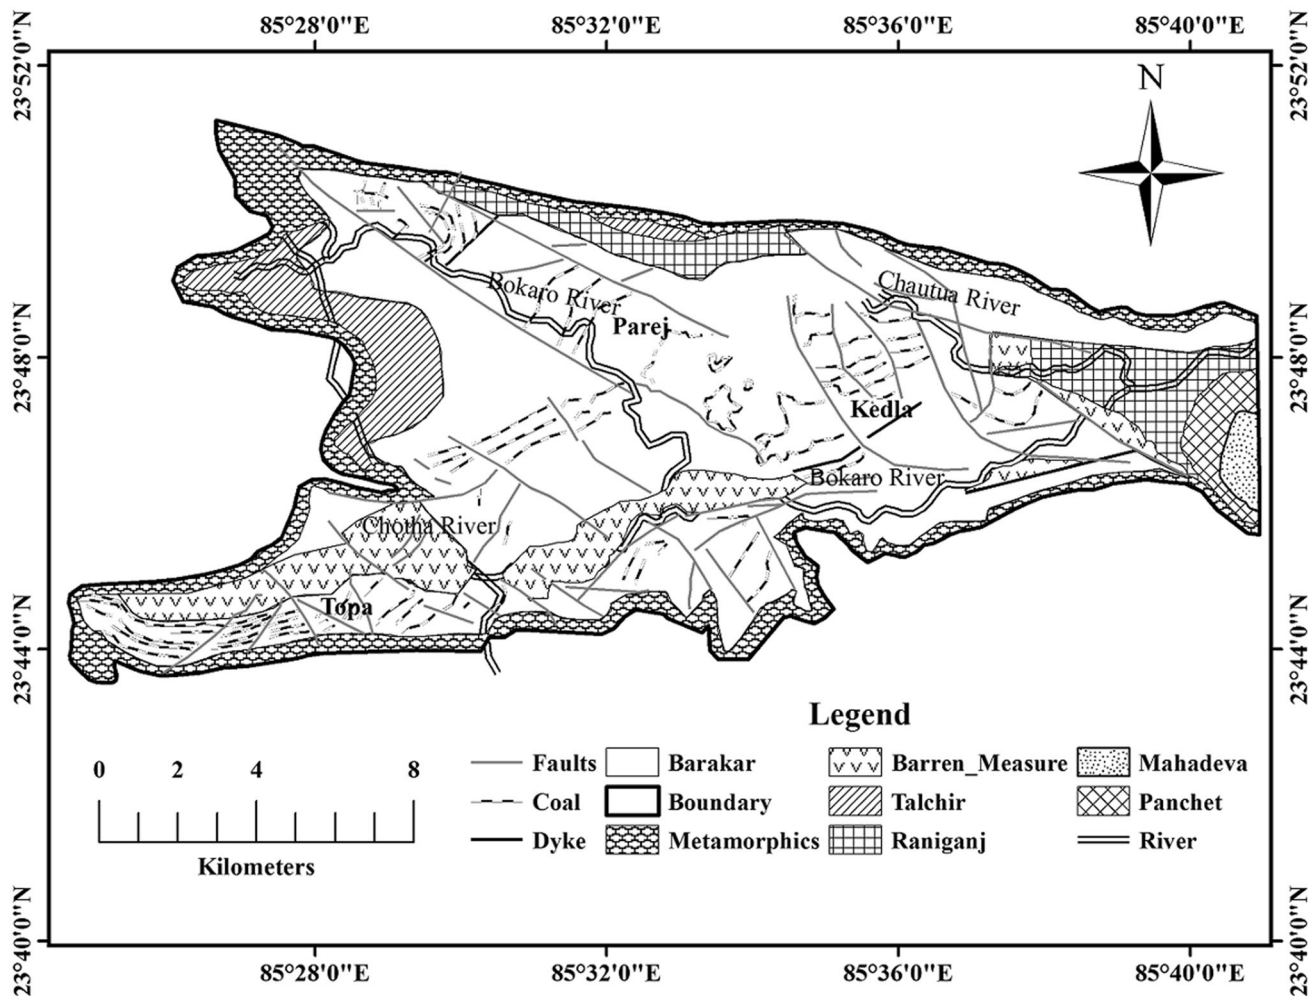 85°28'0"E 85°32'0"E 85°36'0"E 85°40'0"E
23°52'0"N 23°52'0"N
N
Chautua River
Bokaro River
Parej
23°48'0"N 23°48'0"N
Kedla
Bokaro River
Chotha River
Topa
23°44'0"N 23°44'0"N
Legend
Faults Barakar Barren_Measure Mahadeva
Coal Boundary Talchir Panchet
Dyke Metamorphics Raniganj River
0 2 4 8
Kilometers
23°40'0"N 23°40'0"N
85°28'0"E 85°32'0"E 85°36'0"E 85°40'0"E